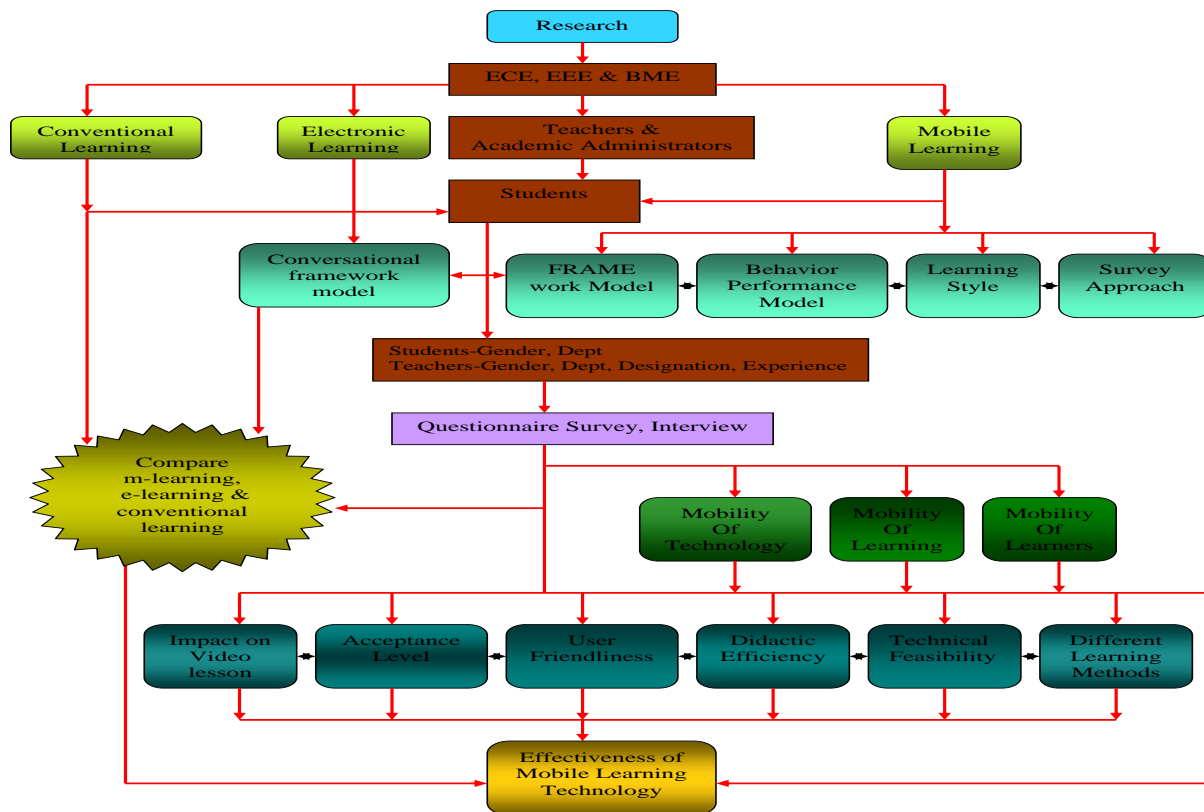 Research
ECE, EEE & BME
Conventional
Learning
Electronic
Learning
Teachers &
Academic Administrators
Mobile
Learning
Students
Conversational
framework
model
FRAME
work Model
Behavior
Performance
Model
Learning
Style
Survey
Approach
Students-Gender, Dept
Teachers-Gender, Dept, Designation, Experience
Questionnaire Survey, Interview
Compare
m-learning,
e-learning &
conventional
learning
Mobility
Of
Technology
Mobility
Of
Learning
Mobility
Of
Learners
Impact on
Video
lesson
Acceptance
Level
User
Friendliness
Didactic
Efficiency
Technical
Feasibility
Different
Learning
Methods
Effectiveness of
Mobile Learning
Technology